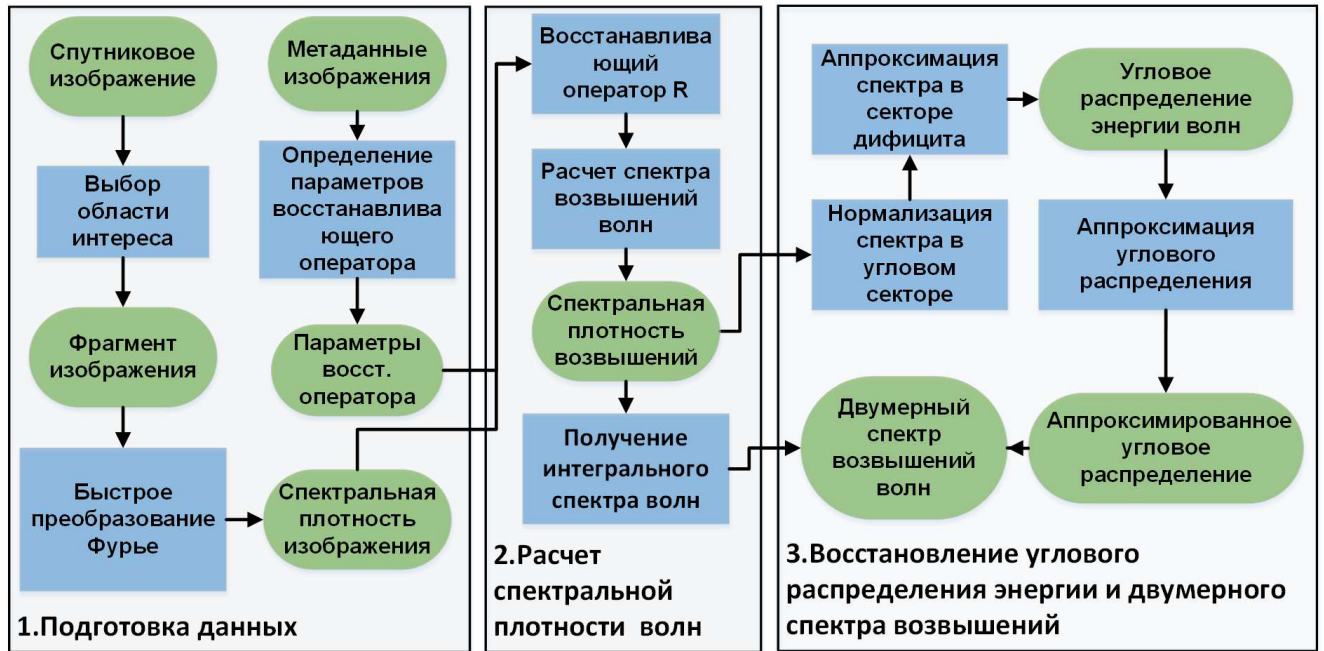 Спутниковое
изображение
Выбор
области
интереса
Фрагмент
изображения
Быстрое
преобразование
Фурье
Метаданные
изображения
Определение
параметров
восстанавлива
ющего
оператора
Параметры
восст.
оператора
Спектральная
плотность
изображения
1.Подготовка данных
Восстанавлива
ющий
оператор R
Расчет спектра
возвышений
волн
Спектральная
плотность
возвышений
Получение
интегрального
спектра волн
2.Расчет
спектральной
плотности волн
Аппроксимация
спектра в
секторе
дифицита
Нормализация
спектра в
угловом
секторе
Угловое
распределение
энергии волн
Аппроксимация
углового
распределения
Аппроксимированное
угловое
распределение
Двумерный
спектр
возвышений
волн
3.Восстановление углового
распределения энергии и двумерного
спектра возвышений